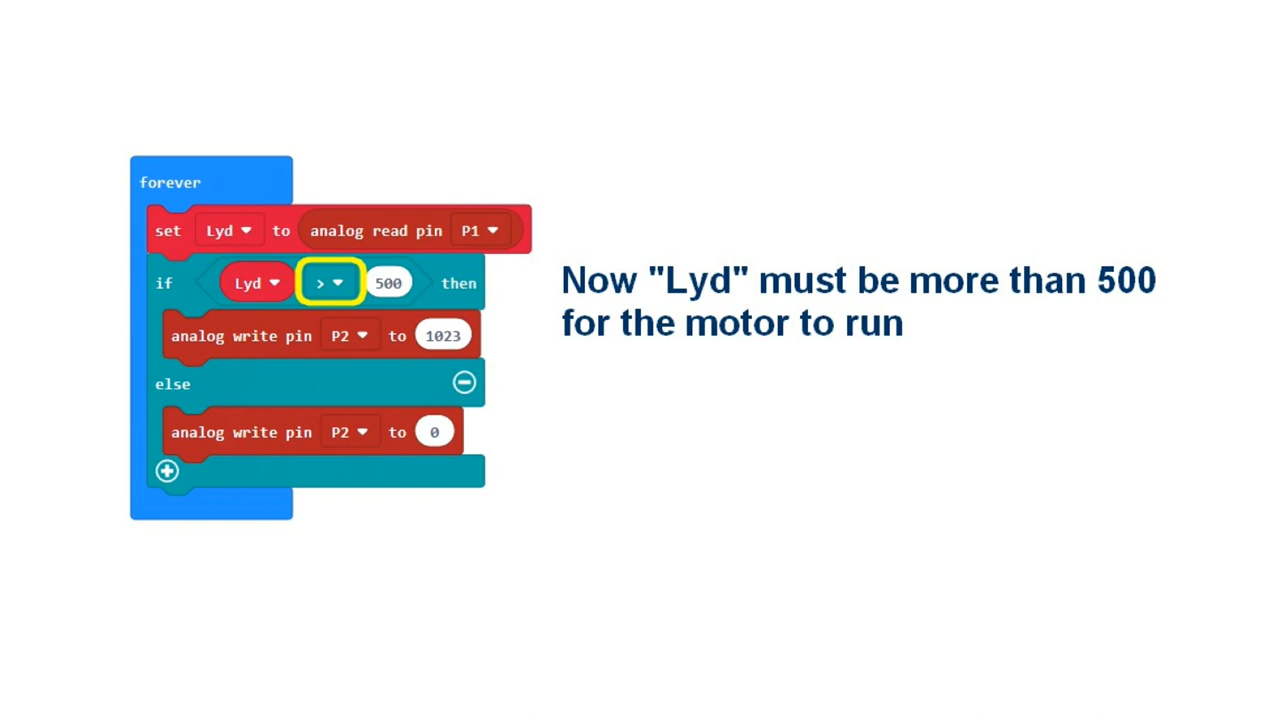 forever
set Lyd to analog read pin P1
if Lyd > 500 then
analog write pin P2 to 1023
else
analog write pin P2 to 0
Now "Lyd" must be more than 500
for the motor to run